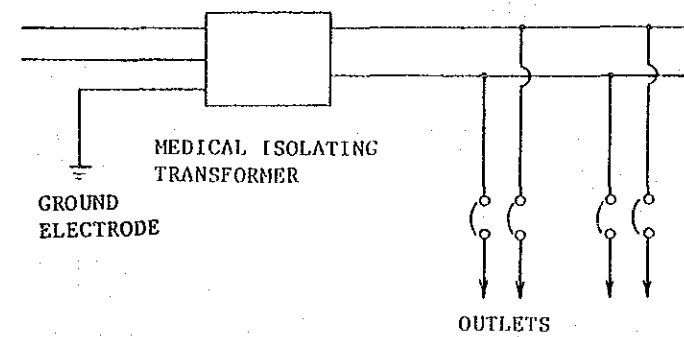 MEDICAL ISOLATING
TRANSFORMER
GROUND
ELECTRODE
OUTLETS